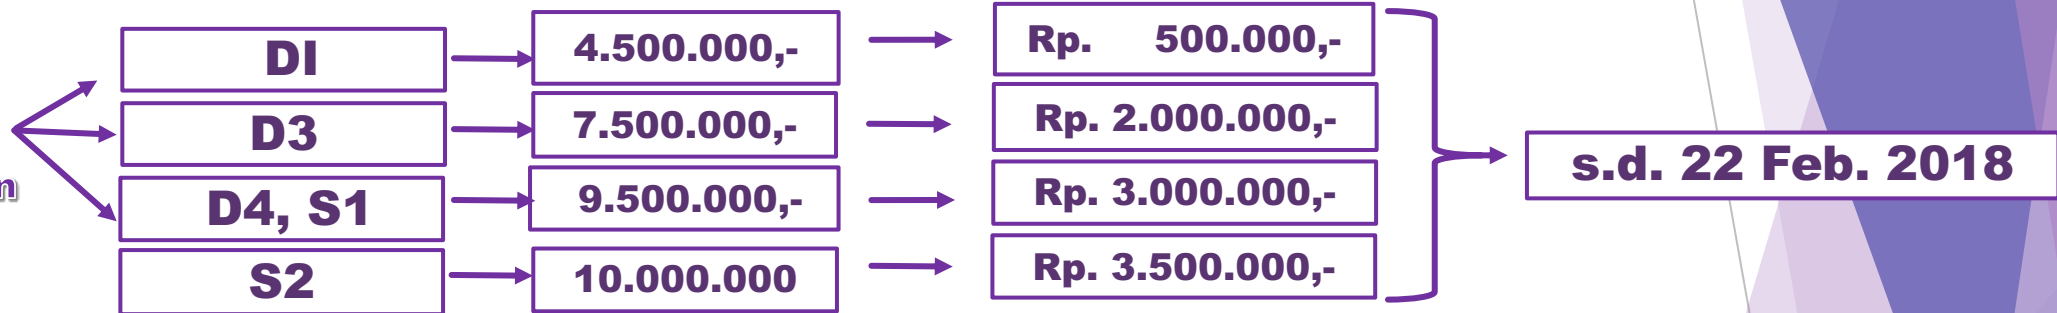 DI 4.500.000,- Rp. 500.000,-
D3 7.500.000,- Rp. 2.000.000,-
s.d. 22 Feb. 2018
D4, S1 9.500.000,- Rp. 3.000.000,-
S2 10.000.000 Rp. 3.500.000,-